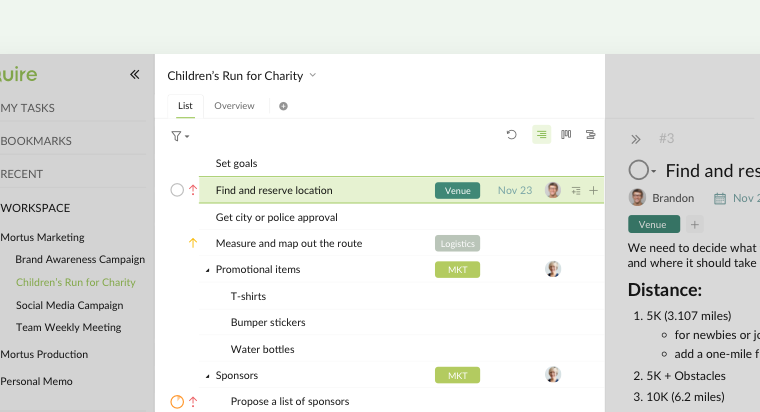 uire
MY TASKS
BOOKMARKS
RECENT
WORKSPACE
Mortus Marketing
Brand Awareness Campaign
Children's Run for Charity
Social Media Campaign
Team Weekly Meeting
Mortus Production
Personal Memo
Children's Run for Charity
List Overview
Set goals
Find and reserve location Venue Nov 23
Get city or police approval
Measure and map out the route Logistics
Promotional items MKT
T-shirts
Bumper stickers
Water bottles
Sponsors MKT
Propose a list of sponsors
#3
Find and res
Brandon Nov 2
Venue +
We need to decide what
and where it should take
Distance:
1. 5K (3.107 miles)
for newbies or jo
add a one-mile f
2. 5K + Obstacles
3. 10K (6.2 miles)